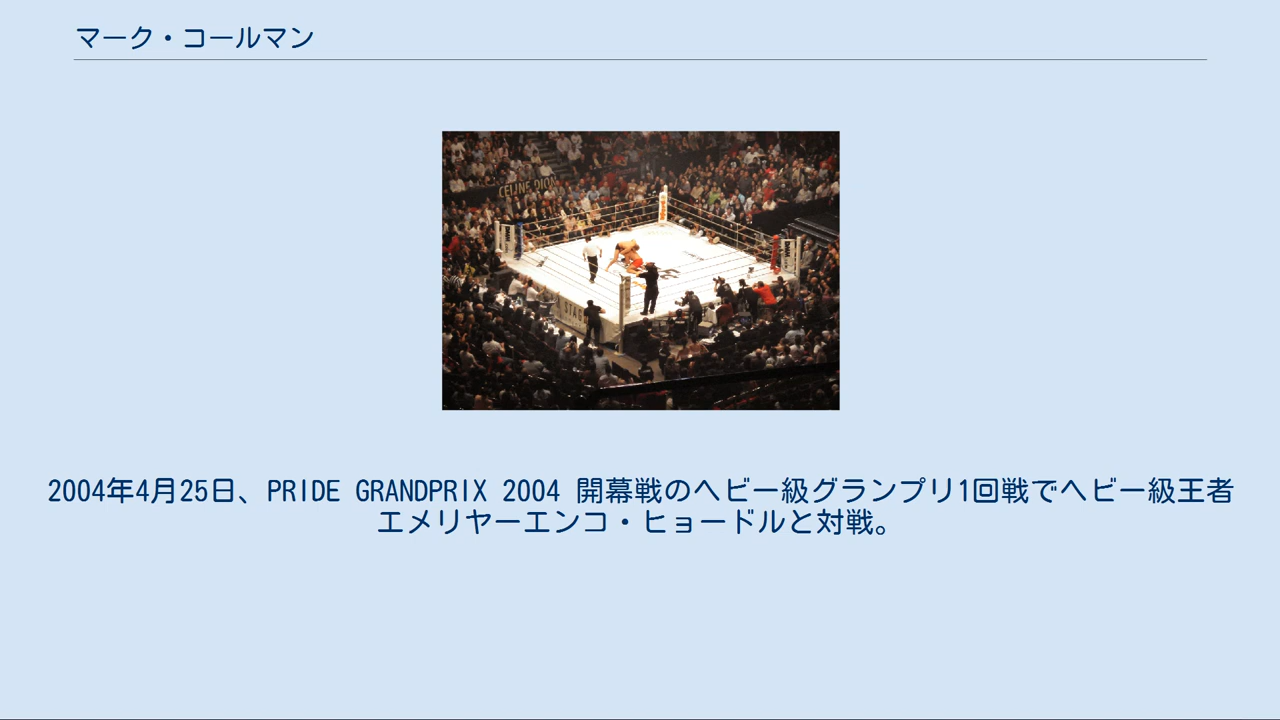 マーク・コールマン
CELINE DION
2004年4月25日、PRIDE GRANDPRIX 2004 開幕戦のヘビー級グランプリ1回戦でヘビー級王者
エメリヤーエンコ・ヒョードルと対戦。